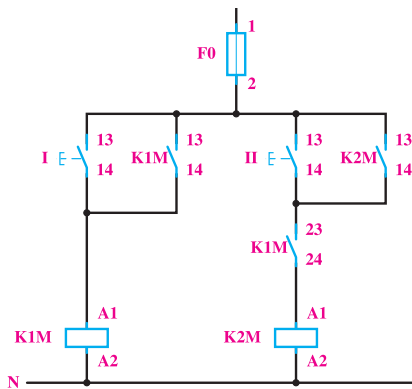 1
F0
2
13 13 13 13
I K1M II K2M
14 14 14 14
23
K1M
24
A1 A1
K1M K2M
A2 A2
N